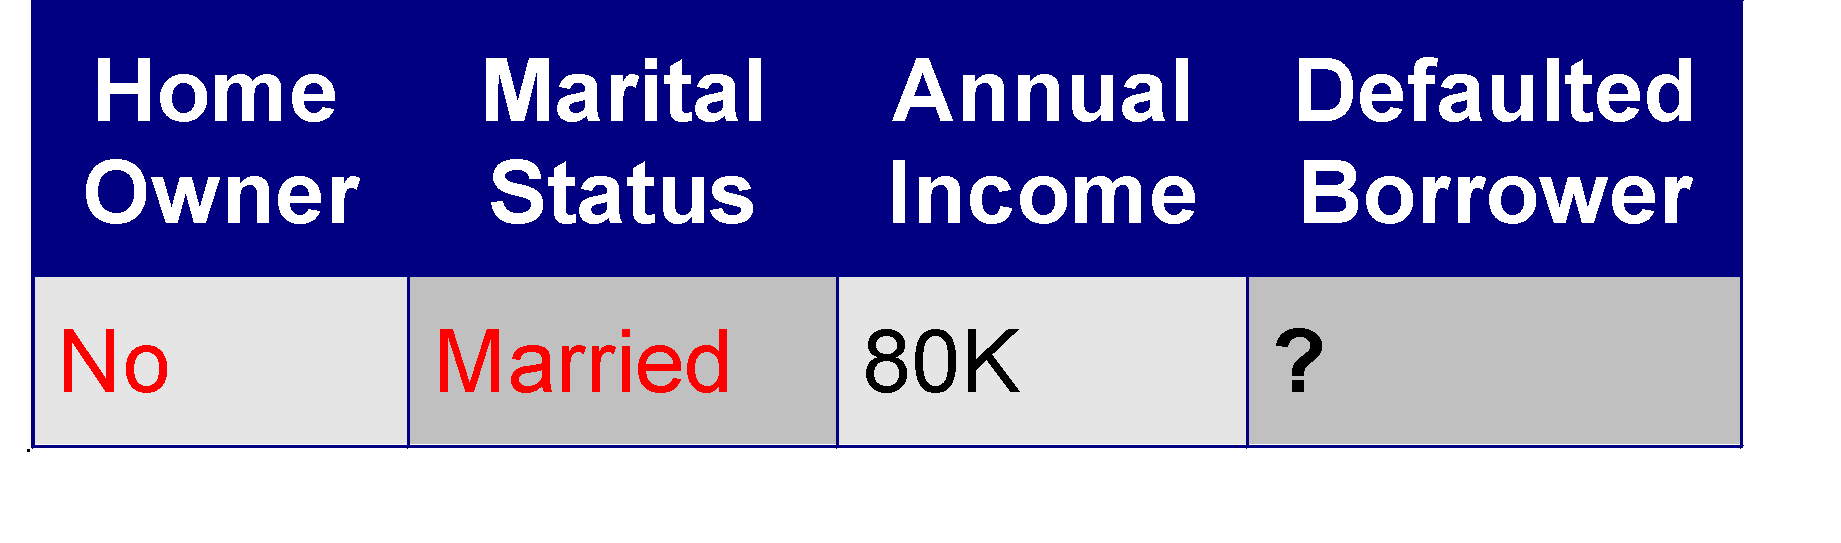 Home Marital Annual Defaulted
Owner Status Income Borrower
No Married 80K ?